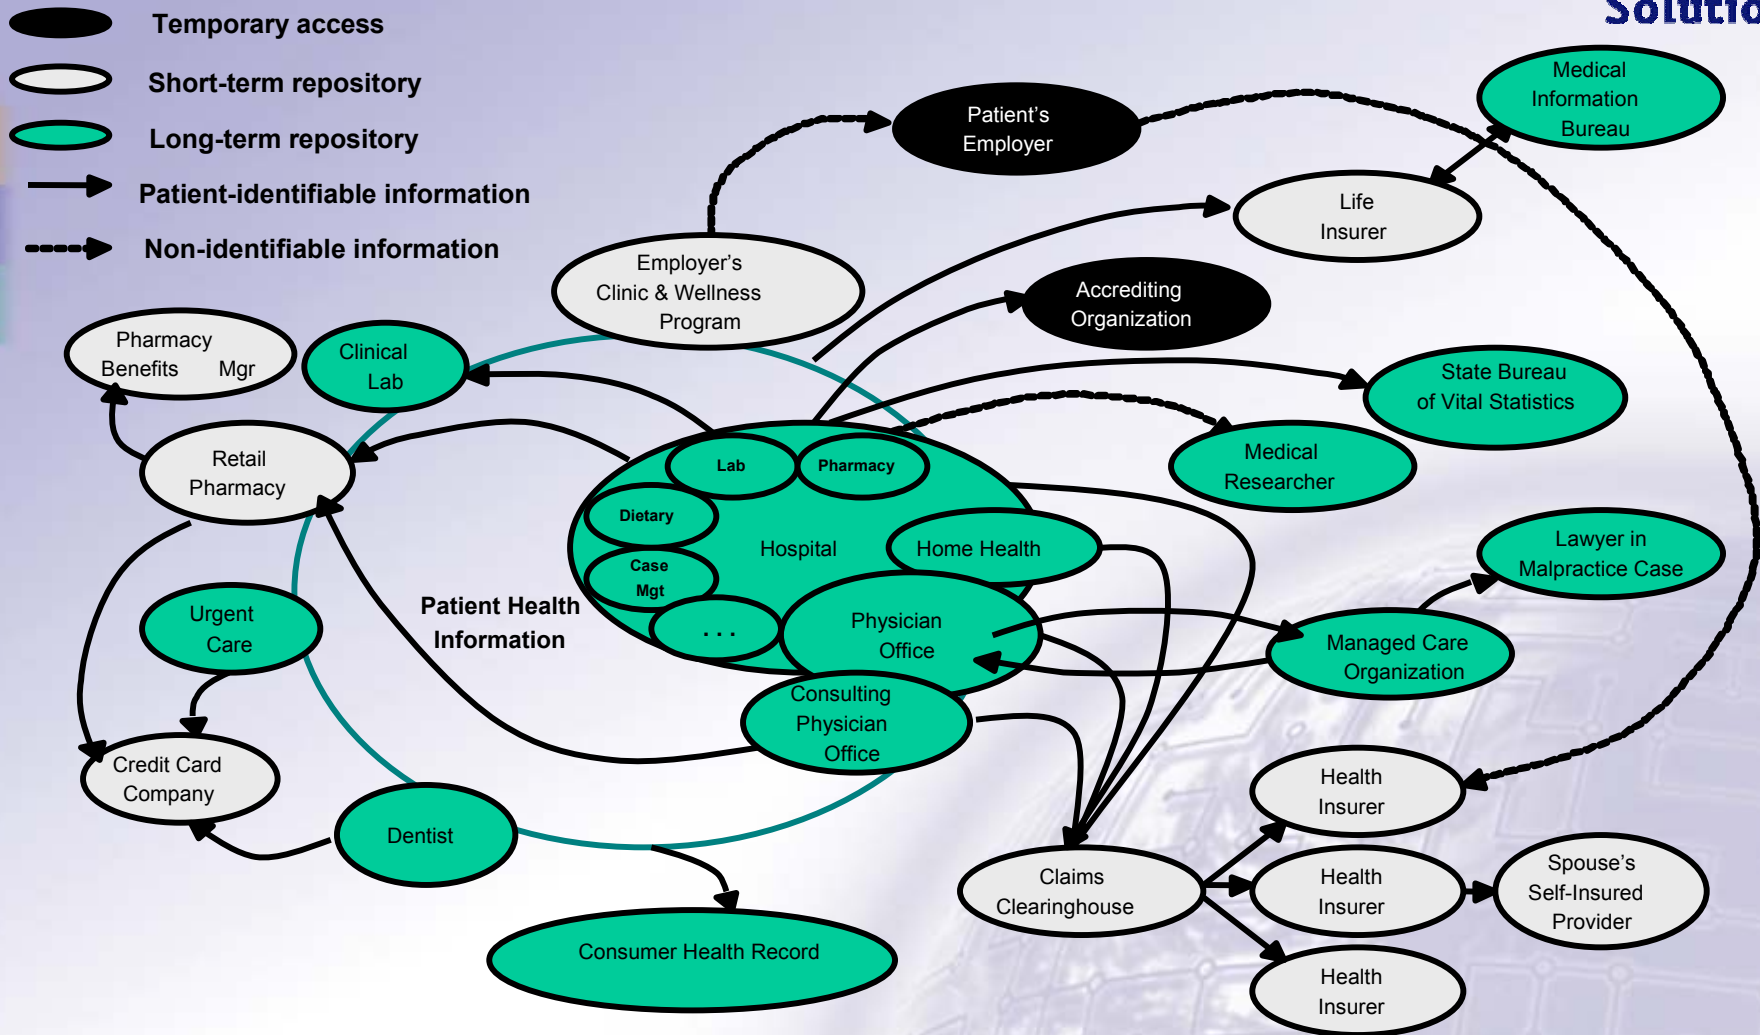 Solutio
Temporary access
Short-term repository
Long-term repository
Patient-identifiable information
Non-identifiable information
Medical
Information
Bureau
Patient’s
Employer
Life
Insurer
Employer’s
Clinic & Wellness
Program
Accrediting
Organization
Pharmacy
Benefits Mgr
Clinical
Lab
State Bureau
of Vital Statistics
Retail
Pharmacy
Lab
Pharmacy
Medical
Researcher
Dietary
Hospital
Home Health
Case
Mgt
. . .
Lawyer in
Malpractice Case
Patient Health
Information
Urgent
Care
Physician
Office
Managed Care
Organization
Consulting
Physician
Office
Credit Card
Company
Dentist
Health
Insurer
Claims
Clearinghouse
Health
Insurer
Spouse’s
Self-Insured
Provider
Consumer Health Record
Health
Insurer